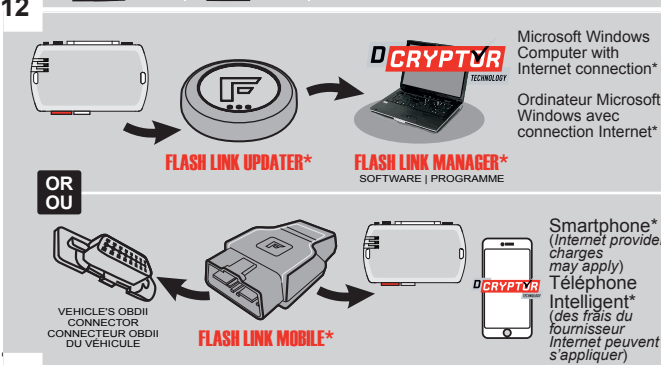 12
DCRYPTOR
TECHNOLOGY
Microsoft Windows
Computer with
Internet connection*
Ordinateur Microsoft
Windows avec
connection Internet*
FLASH LINK UPDATER*
FLASH LINK MANAGER*
SOFTWARE | PROGRAMME
OR
OU
Smartphone*
(Internet provider
charges
may apply)
DCRYPTOR
TECHNOLOGY
Téléphone
Intelligent*
(des frais du
fournisseur
Internet peuvent
s'appliquer)
VEHICLE'S OBDII
CONNECTOR
CONNECTEUR OBDII
DU VÉHICULE
FLASH LINK MOBILE*